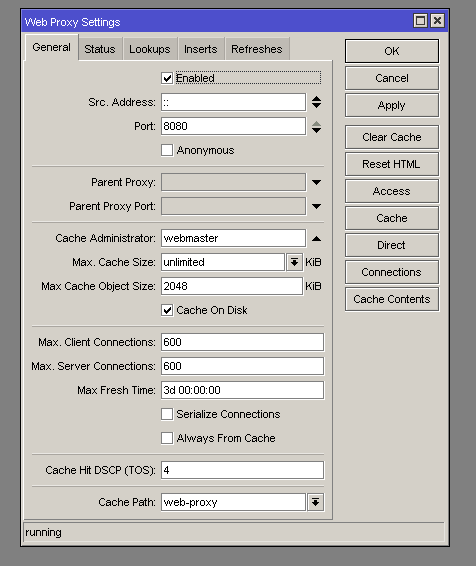 Web Proxy Settings
General Status Lookups Inserts Refreshes
OK
Enabled
Cancel
Src. Address: ::
Apply
Port: 8080
Clear Cache
Anonymous
Reset HTML
Parent Proxy:
Access
Parent Proxy Port:
Cache
Cache Administrator: webmaster
Direct
Max. Cache Size: unlimited KiB
Connections
Max Cache Object Size: 2048 KiB
Cache Contents
Cache On Disk
Max. Client Connections: 600
Max. Server Connections: 600
Max Fresh Time: 3d 00:00:00
Serialize Connections
Always From Cache
Cache Hit DSCP (TOS): 4
Cache Path: web-proxy
running